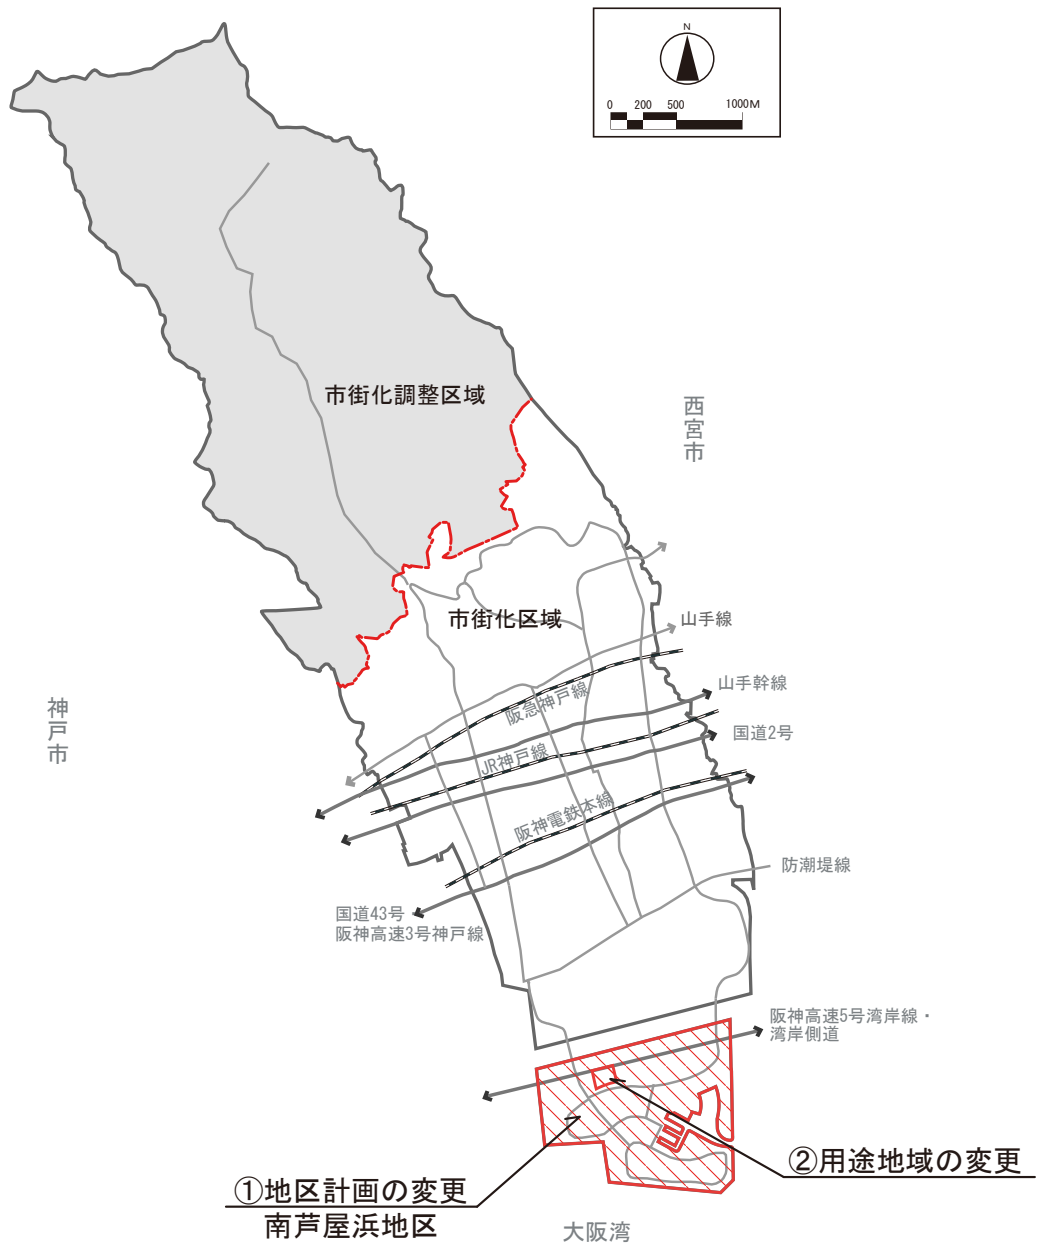 N
0 200 500 1000M
市街化調整区域
西宮市
市街化区域
山手線
神戸市
山手幹線
阪急神戸線
国道2号
JR神戸線
阪神電鉄本線
防潮堤線
国道43号・
阪神高速3号神戸線
阪神高速5号湾岸線・
湾岸側道
②用途地域の変更
①地区計画の変更
南芦屋浜地区
大阪湾